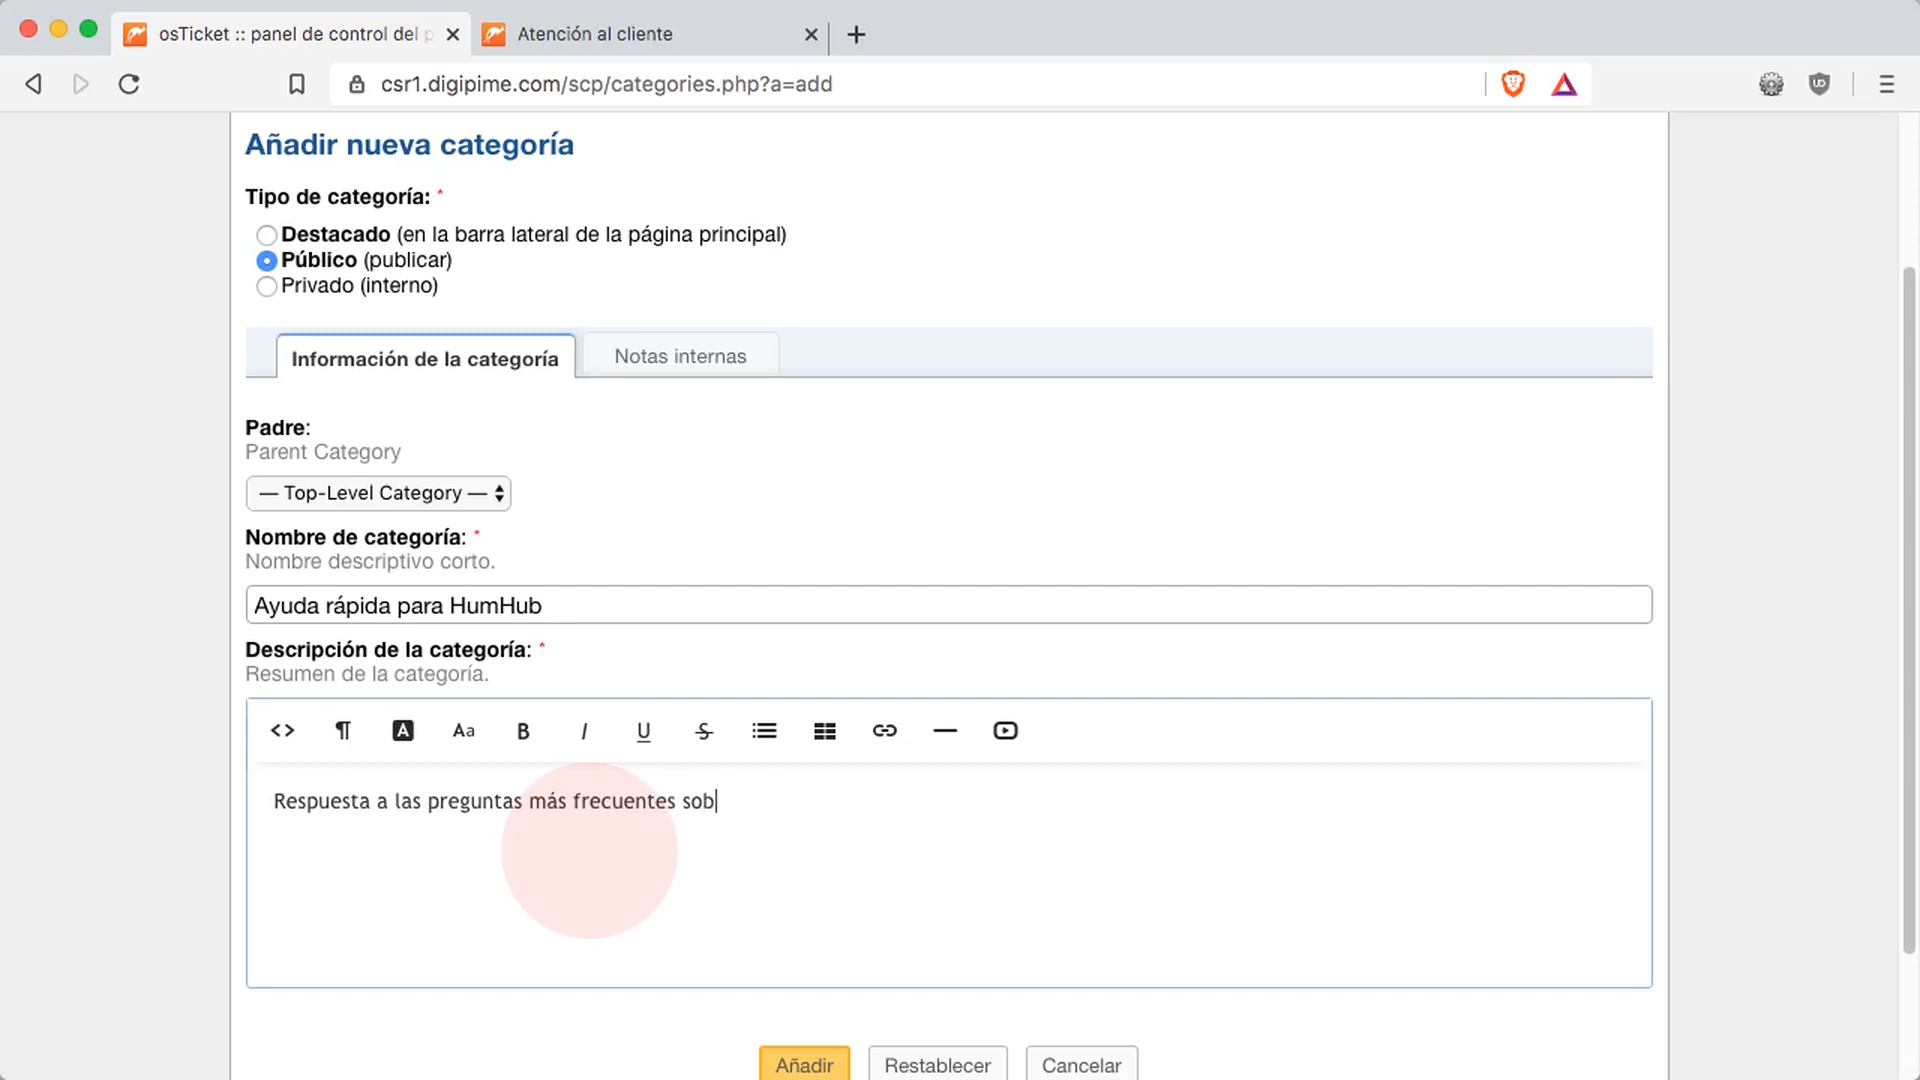 osTicket :: panel de control del p
Atención al cliente
csr1.digipime.com/scp/categories.php?a=add
Añadir nueva categoría
Tipo de categoría: *
Destacado (en la barra lateral de la página principal)
Público (publicar)
Privado (interno)
Información de la categoría
Notas internas
Padre:
Parent Category
— Top-Level Category —
Nombre de categoría: *
Nombre descriptivo corto.
Ayuda rápida para HumHub
Descripción de la categoría: *
Resumen de la categoría.
<> ¶ A Aa B I U S
Respuesta a las preguntas más frecuentes sob
Añadir
Restablecer
Cancelar